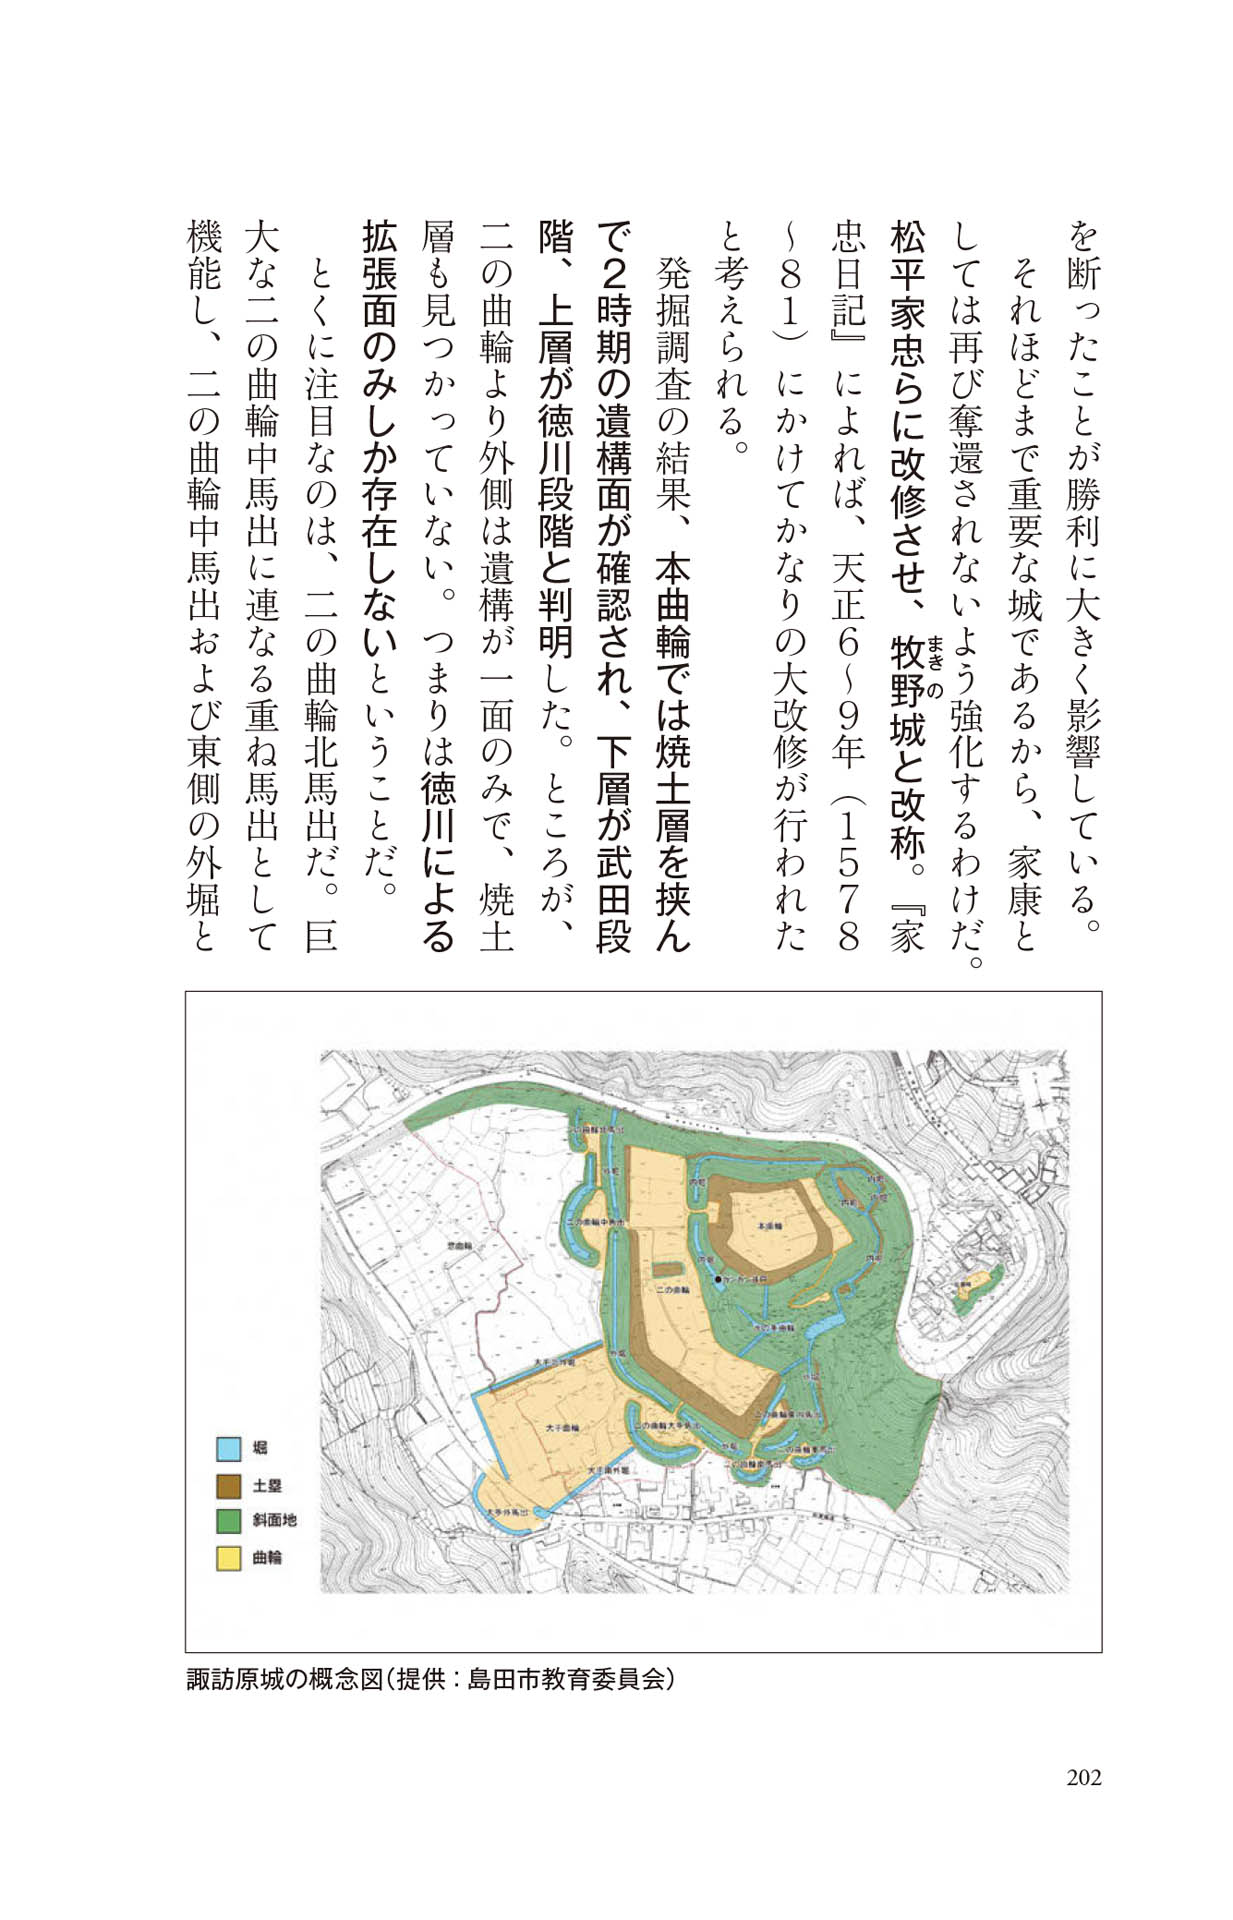 を断ったことが勝利に大きく影響している。
それほどまで重要な城であるから、家康と
しては再び奪還されないよう強化するわけだ。
松平家忠らに改修させ、牧野城と改称。『家
まきの
忠日記』によれば、天正6〜9年（1578
〜81）にかけてかなりの大改修が行われた
と考えられる。
発掘調査の結果、本曲輪では焼土層を挟ん
で2時期の遺構面が確認され、下層が武田段
階、上層が徳川段階と判明した。ところが、
二の曲輪より外側は遺構が一面のみで、焼土
層も見つかっていない。つまりは徳川による
拡張面のみしか存在しないということだ。
とくに注目なのは、二の曲輪北馬出だ。巨
大な二の曲輪中馬出に連なる重ね馬出として
機能し、二の曲輪中馬出および東側の外堀と
二の曲輪北馬出
外堀
内堀
内堀
内堀
内堀
本曲輪
二の曲輪中馬出
惣曲輪
内堀
内堀
カンカン井戸
二の曲輪
水の手曲輪
外堀
大手北外堀
外堀
大手曲輪
二の曲輪大手馬出
二の曲輪東内馬出
外堀
二の曲輪東馬出
二の曲輪南馬出
大手南外堀
大手外馬出
堀
土塁
斜面地
曲輪
諏訪原城の概念図（提供：島田市教育委員会）
202